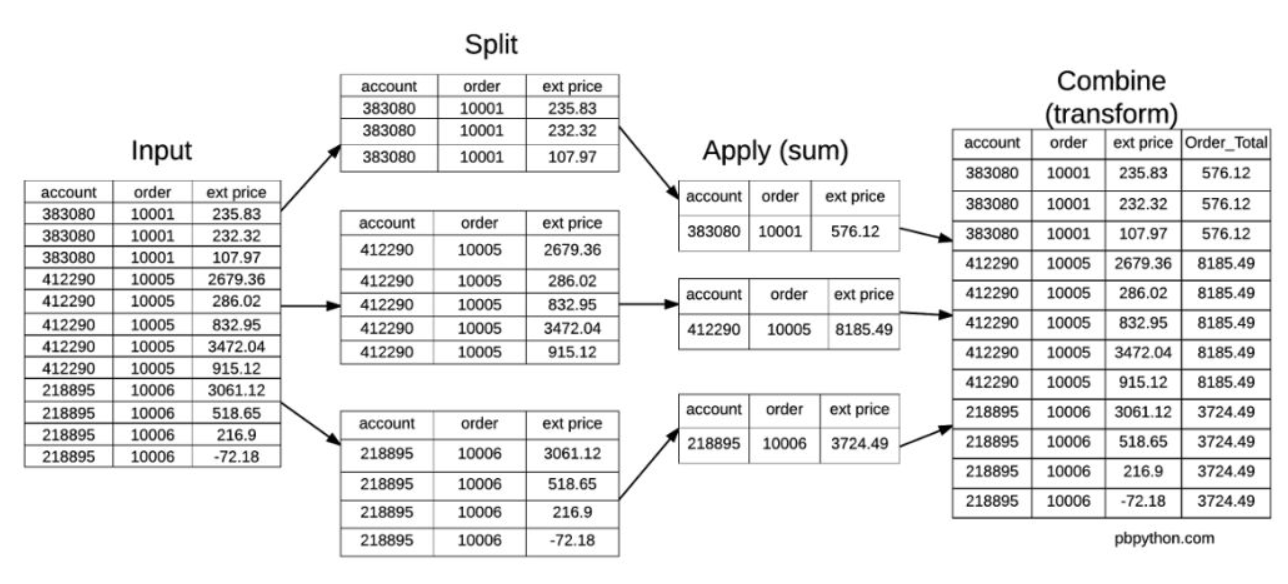 Split
account order ext price
383080 10001 235.83
383080 10001 232.32
383080 10001 107.97
Input
account order ext price
383080 10001 235.83
383080 10001 232.32
383080 10001 107.97
412290 10005 2679.36
412290 10005 286.02
412290 10005 832.95
412290 10005 3472.04
412290 10005 915.12
218895 10006 3061.12
218895 10006 518.65
218895 10006 216.9
218895 10006 -72.18
account order ext price
412290 10005 2679.36
412290 10005 286.02
412290 10005 832.95
412290 10005 3472.04
412290 10005 915.12
account order ext price
218895 10006 3061.12
218895 10006 518.65
218895 10006 216.9
218895 10006 -72.18
Apply (sum)
account order ext price
383080 10001 576.12
account order ext price
412290 10005 8185.49
account order ext price
218895 10006 3724.49
Combine
(transform)
account order ext price Order_Total
383080 10001 235.83 576.12
383080 10001 232.32 576.12
383080 10001 107.97 576.12
412290 10005 2679.36 8185.49
412290 10005 286.02 8185.49
412290 10005 832.95 8185.49
412290 10005 3472.04 8185.49
412290 10005 915.12 8185.49
218895 10006 3061.12 3724.49
218895 10006 518.65 3724.49
218895 10006 216.9 3724.49
218895 10006 -72.18 3724.49
pbpython.com